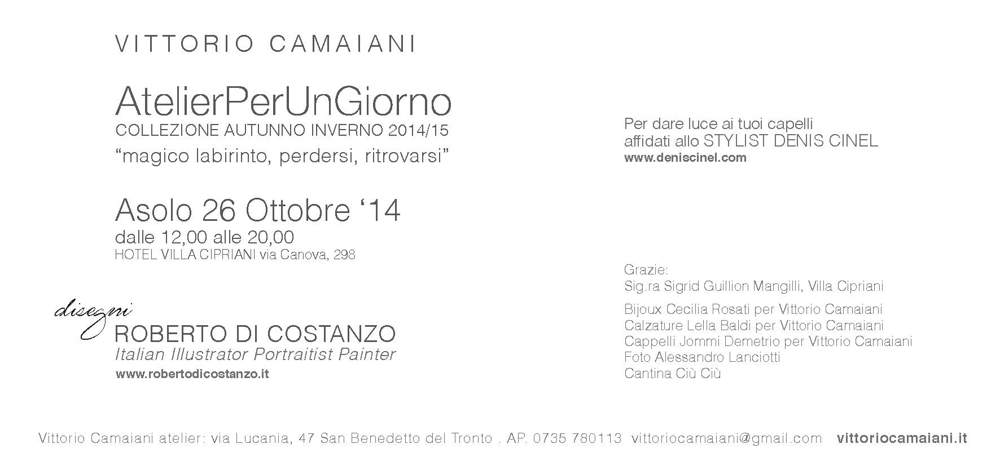 VITTORIO CAMAIANI
AtelierPerUnGiorno
COLLEZIONE AUTUNNO INVERNO 2014/15
“magico labirinto, perdersi, ritrovarsi”
Asolo 26 Ottobre ‘14
dalle 12,00 alle 20,00
HOTEL VILLA CIPRIANI via Canova, 298
disegni
ROBERTO DI COSTANZO
Italian Illustrator Portraitist Painter
www.robertodicostanzo.it
Per dare luce ai tuoi capelli
affidati allo STYLIST DENIS CINEL
www.deniscinel.com
Grazie:
Sig.ra Sigrid Guillion Mangilli, Villa Cipriani
Bijoux Cecilia Rosati per Vittorio Camaiani
Calzature Lella Baldi per Vittorio Camaiani
Cappelli Jommi Demetrio per Vittorio Camaiani
Foto Alessandro Lanciotti
Cantina Ciù Ciù
Vittorio Camaiani atelier: via Lucania, 47 San Benedetto del Tronto . AP. 0735 780113 vittoriocamaiani@gmail.com vittoriocamaiani.it